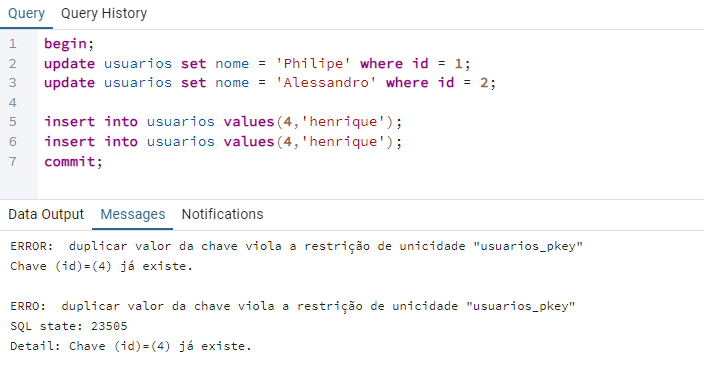 Query Query History
1 begin;
2 update usuarios set nome = 'Philipe' where id = 1;
3 update usuarios set nome = 'Alessandro' where id = 2;
4
5 insert into usuarios values(4,'henrique');
6 insert into usuarios values(4,'henrique');
7 commit;
Data Output Messages Notifications
ERROR:  duplicar valor da chave viola a restrição de unicidade "usuarios_pkey"
Chave (id)=(4) já existe.
ERRO:  duplicar valor da chave viola a restrição de unicidade "usuarios_pkey"
SQL state: 23505
Detail: Chave (id)=(4) já existe.